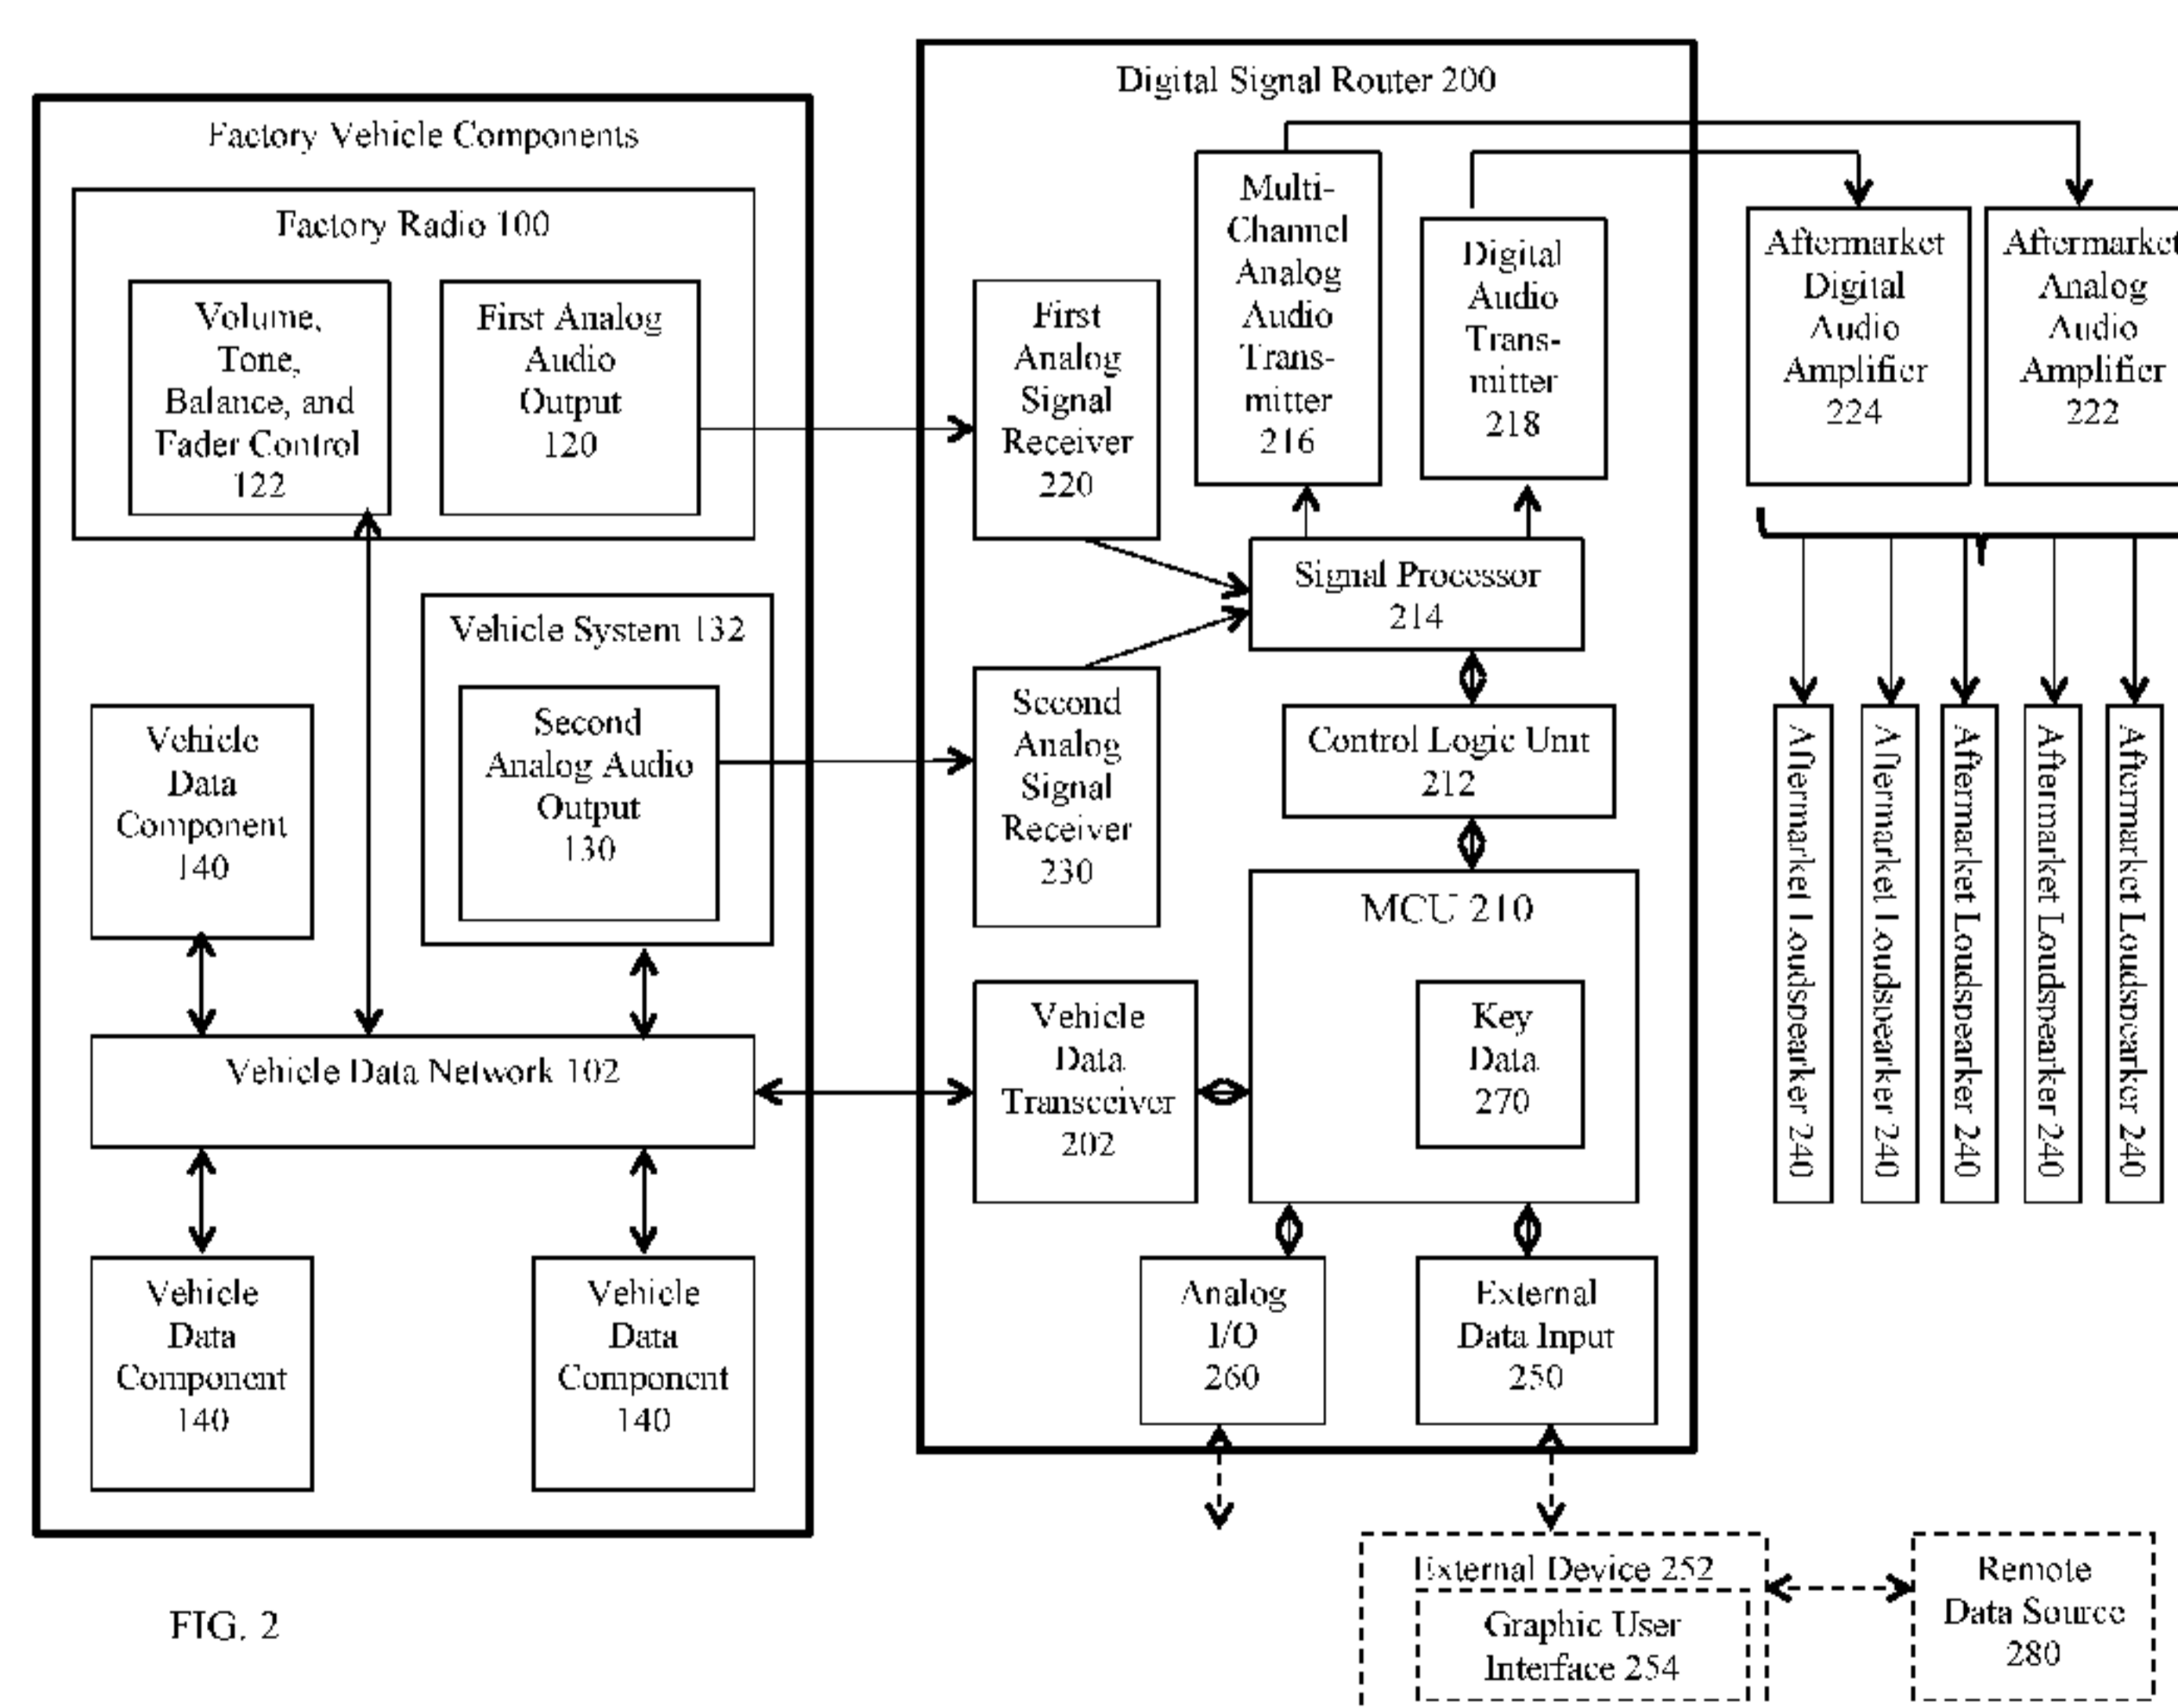 Factory Vehicle Components
Factory Radio 100
Volume,
Tone,
Balance, and
Fader Control
122
First Analog
Audio
Output
120
Vehicle System 132
Second
Analog Audio
Output
130
Vehicle
Data
Component
140
Vehicle Data Network 102
Vehicle
Data
Component
140
Vehicle
Data
Component
140
Digital Signal Router 200
First
Analog
Signal
Receiver
220
Multi-
Channel
Analog
Audio
Trans-
mitter
216
Digital
Audio
Trans-
mitter
218
Signal Processor
214
Second
Analog
Signal
Receiver
230
Control Logic Unit
212
MCU 210
Key
Data
270
Vehicle
Data
Transceiver
202
Analog
I/O
260
External
Data Input
250
Aftermarket
Digital
Audio
Amplifier
224
Aftermarket
Analog
Audio
Amplifier
222
Aftermarket Loudspearker 240
Aftermarket Loudspearker 240
Aftermarket Loudspearker 240
Aftermarket Loudspearker 240
Aftermarket Loudspearker 240
External Device 252
Graphic User
Interface 254
Remote
Data Source
280
FIG. 2